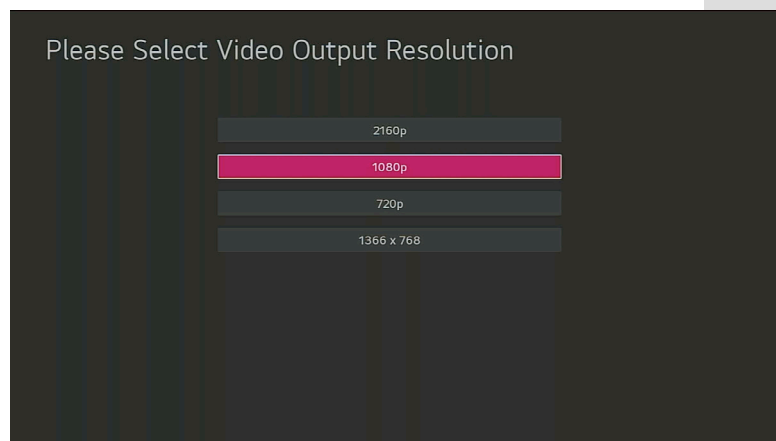 Please Select Video Output Resolution
2160p
1080p
720p
1366 x 768